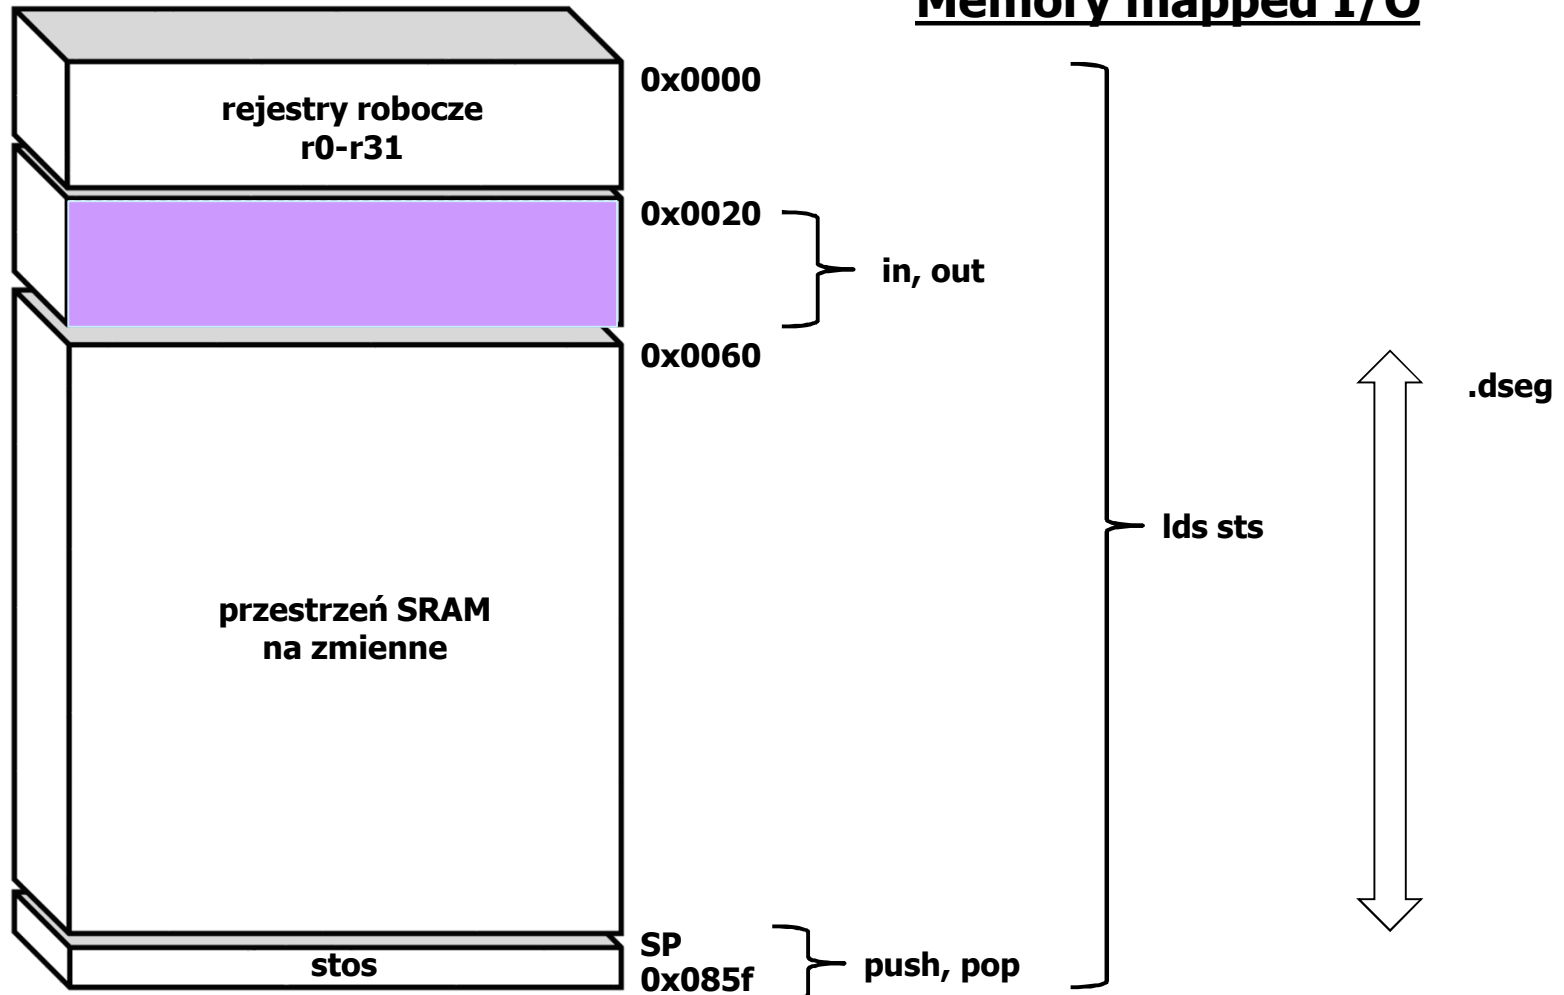 Memory mapped I/O
0x0000
rejestry robocze
r0-r31
0x0020
in, out
0x0060
.dseg
lds sts
przestrzeń SRAM
na zmienne
SP
stos
push, pop
0x085f